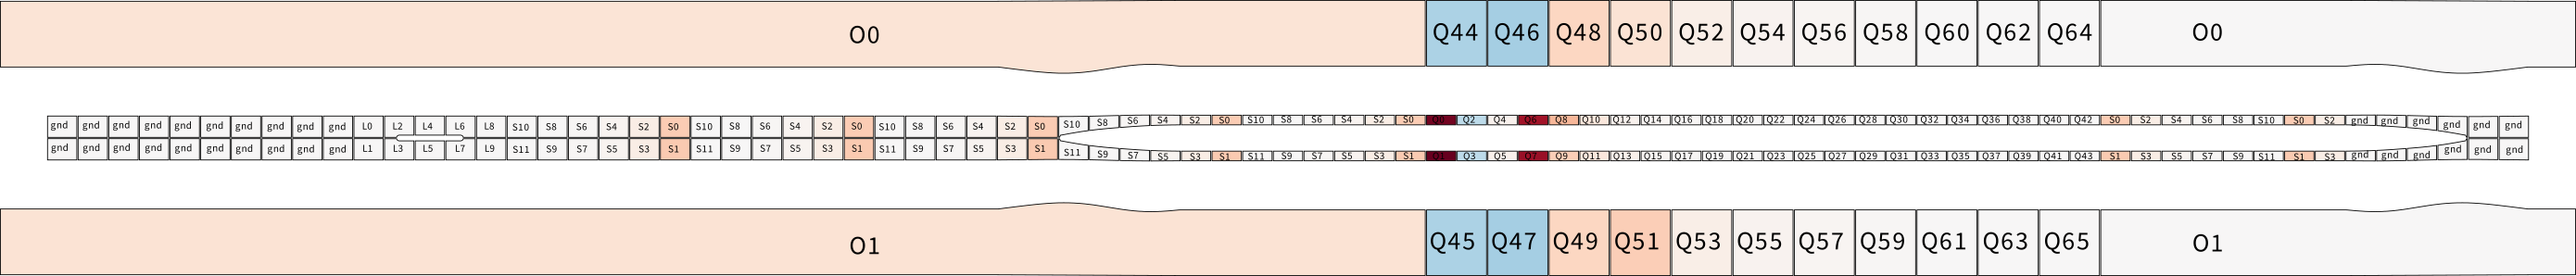 O0 Q44 Q46 Q48 Q50 Q52 Q54 Q56 Q58 Q60 Q62 Q64 O0
gnd gnd gnd gnd gnd gnd gnd gnd gnd gnd L0 L2 L4 L6 L8 S10 S8 S6 S4 S2 S0 S10 S8 S6 S4 S2 S0 S10 S8 S6 S4 S2 S0 S10 S8 S6 S4 S2 S0 S10 S8 S6 S4 S2 S0 Q0 Q2 Q4 Q6 Q8 Q10 Q12 Q14 Q16 Q18 Q20 Q22 Q24 Q26 Q28 Q30 Q32 Q34 Q36 Q38 Q40 Q42 S0 S2 S4 S6 S8 S10 S0 S2 gnd gnd gnd gnd gnd gnd
gnd gnd gnd gnd gnd gnd gnd gnd gnd gnd L1 L3 L5 L7 L9 S11 S9 S7 S5 S3 S1 S11 S9 S7 S5 S3 S1 S11 S9 S7 S5 S3 S1 S11 S9 S7 S5 S3 S1 S11 S9 S7 S5 S3 S1 Q1 Q3 Q5 Q7 Q9 Q11 Q13 Q15 Q17 Q19 Q21 Q23 Q25 Q27 Q29 Q31 Q33 Q35 Q37 Q39 Q41 Q43 S1 S3 S5 S7 S9 S11 S1 S3 gnd gnd gnd gnd gnd gnd
O1 Q45 Q47 Q49 Q51 Q53 Q55 Q57 Q59 Q61 Q63 Q65 O1